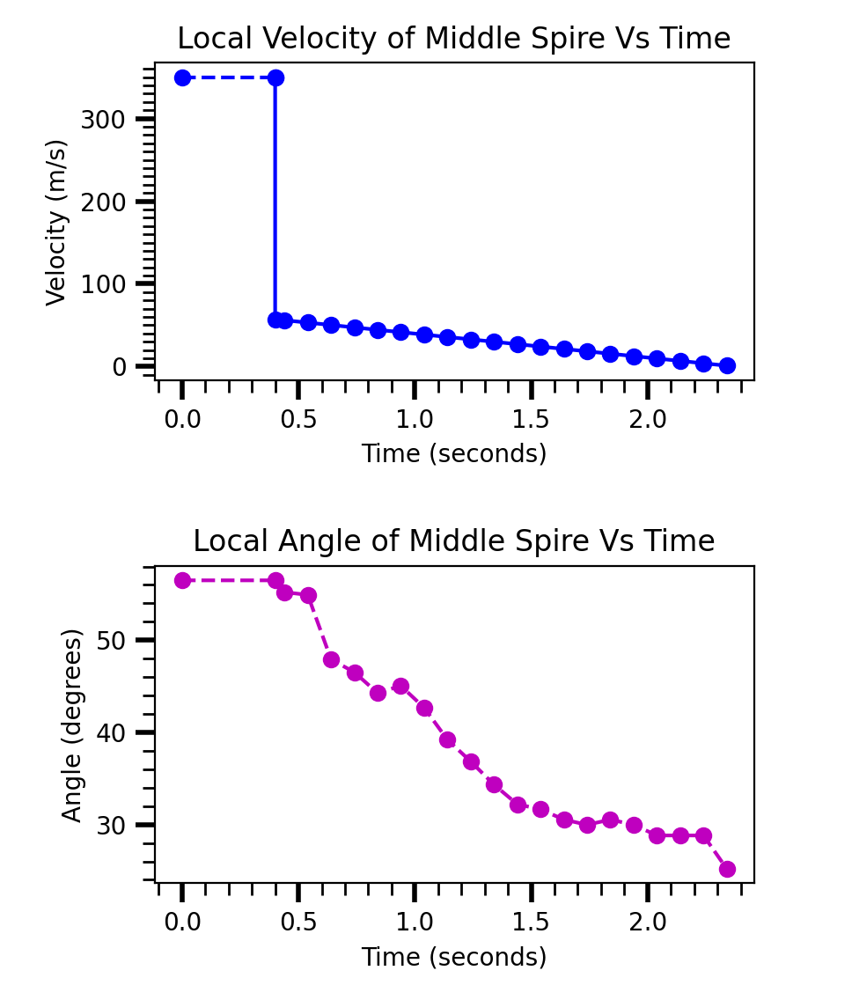 Local Velocity of Middle Spire Vs Time
300
200
100
0
Velocity (m/s)
0.0 0.5 1.0 1.5 2.0
Time (seconds)
Local Angle of Middle Spire Vs Time
50
40
30
Angle (degrees)
0.0 0.5 1.0 1.5 2.0
Time (seconds)